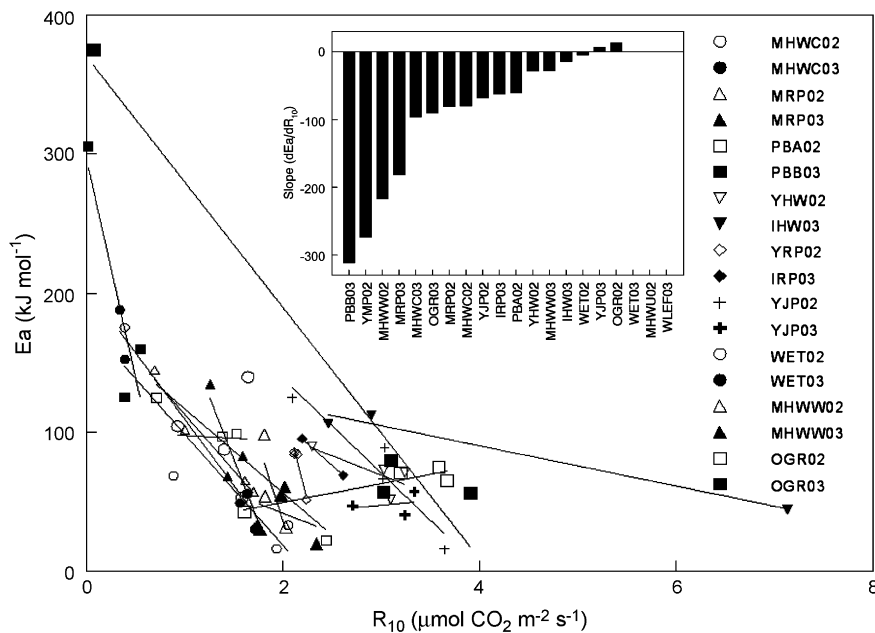 400
300
200
100
0
Ea (kJ mol-1)
0
2
4
6
8
R10 (μmol CO2 m-2 s-1)
0
-100
-200
-300
Slope (dEa/dR10)
PBB03
YMP02
MHWW02
MRP03
MHWC03
OGR03
MRP02
MHWC02
YJP02
IRP03
PBA02
YHW02
MHWW03
IHW03
WET02
YJP03
OGR02
WET03
MHWU02
WLEF03
MHWC02
MHWC03
MRP02
MRP03
PBA02
PBB03
YHW02
IHW03
YRP02
IRP03
YJP02
YJP03
WET02
WET03
MHWW02
MHWW03
OGR02
OGR03